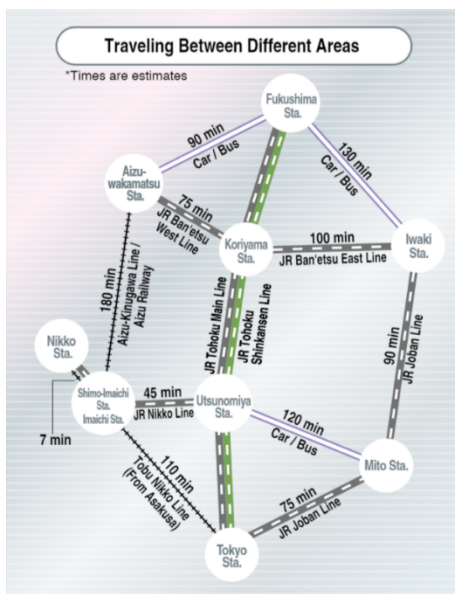 Traveling Between Different Areas
*Times are estimates
Fukushima
Sta.
90 min
Car / Bus
130 min
Car / Bus
Aizu-
wakamatsu
Sta.
75 min
JR Ban'etsu
West Line
Koriyama
Sta.
100 min
JR Ban'etsu East Line
Iwaki
Sta.
180 min
Aizu-Kinugawa Line /
Aizu Railway
JR Tohoku Main Line
JR Tohoku
Shinkansen Line
90 min
JR Joban Line
Nikko
Sta.
Shimo-Imaichi
Sta.
Imaichi Sta.
45 min
JR Nikko Line
Utsunomiya
Sta.
7 min
120 min
Car / Bus
110 min
Tobu Nikko Line
(From Asakusa)
Mito Sta.
75 min
JR Joban Line
Tokyo
Sta.